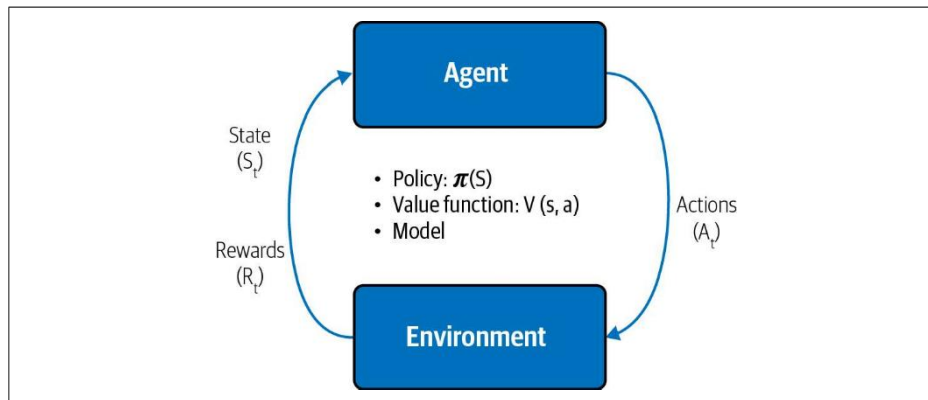 Agent
State
(Sₜ)
• Policy: π(S)
• Value function: V (s, a)
• Model
Actions
(Aₜ)
Rewards
(Rₜ)
Environment